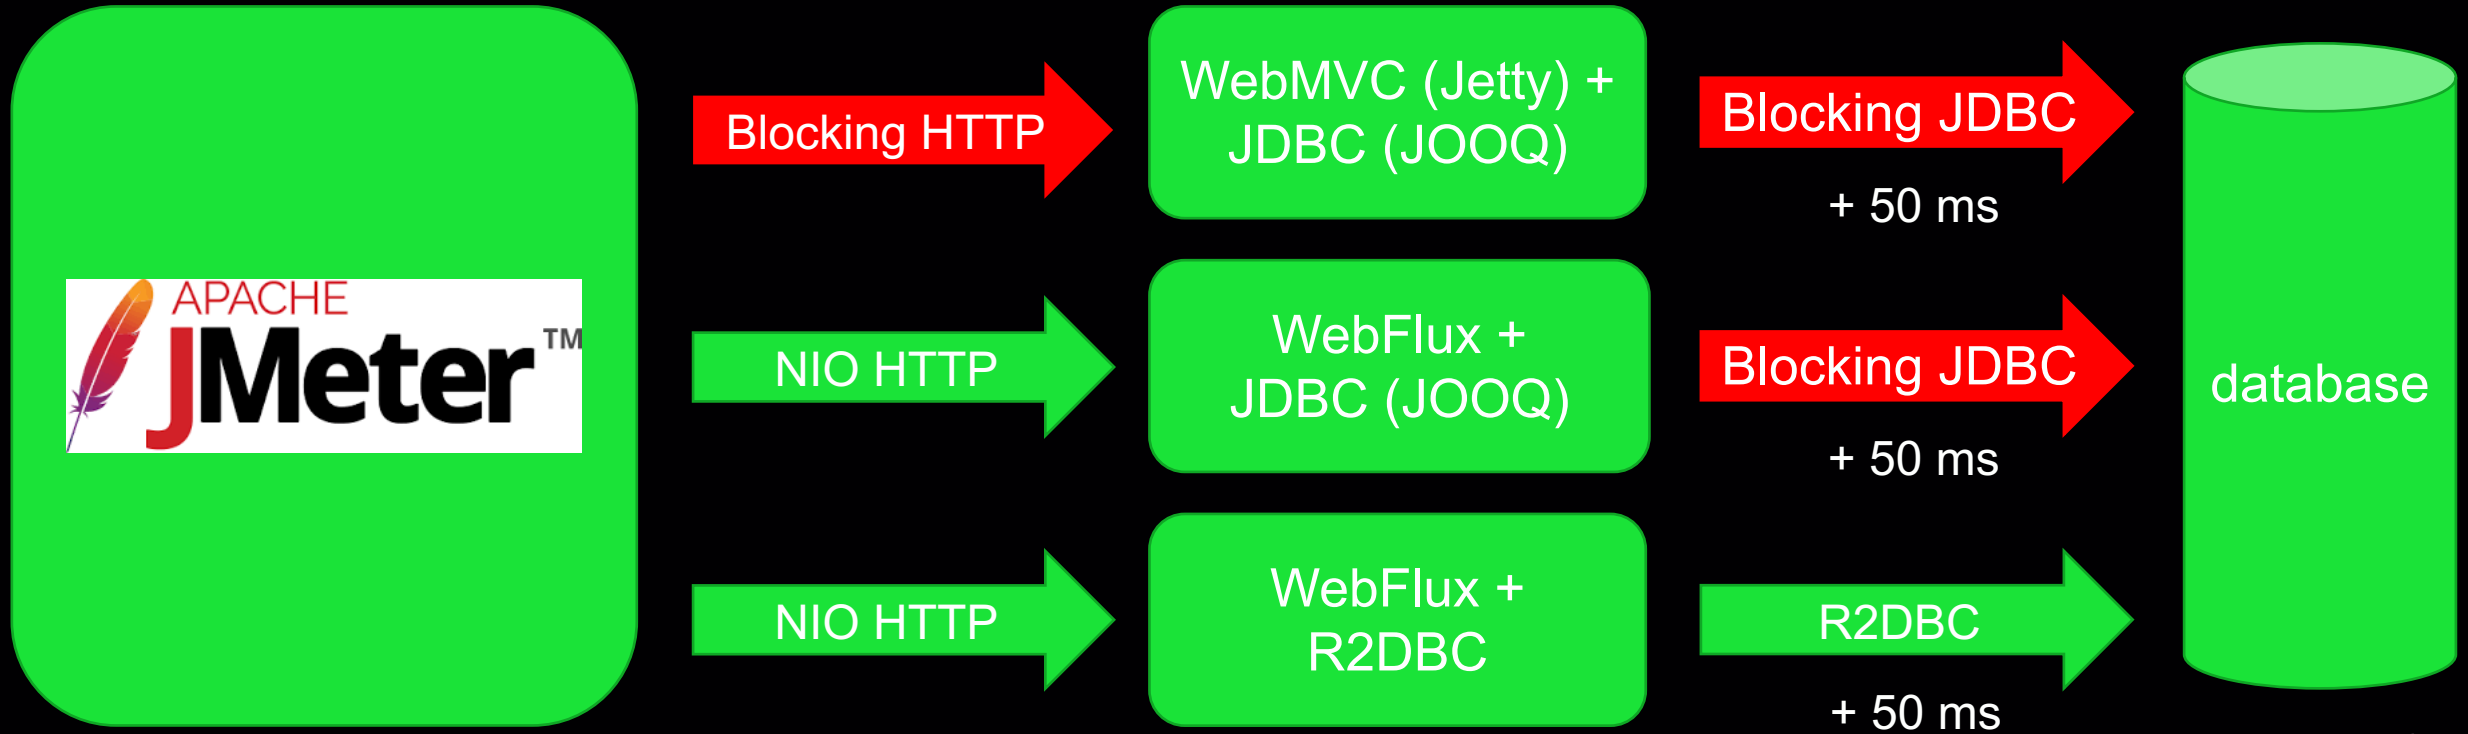 APACHE
JMeter™
Blocking HTTP
WebMVC (Jetty) +
JDBC (JOOQ)
Blocking JDBC
+ 50 ms
NIO HTTP
WebFlux +
JDBC (JOOQ)
Blocking JDBC
+ 50 ms
NIO HTTP
WebFlux +
R2DBC
R2DBC
+ 50 ms
database